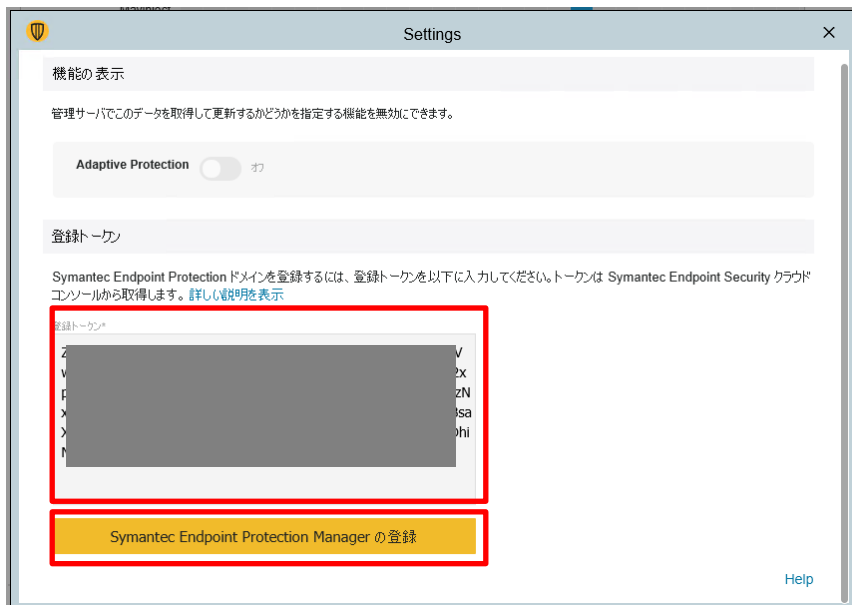 Settings
機能の表示
管理サーバでこのデータを取得して更新するかどうかを指定する機能を無効にできます。
Adaptive Protection オフ
登録トークン
Symantec Endpoint Protection ドメインを登録するには、登録トークンを以下に入力してください。トークンは Symantec Endpoint Security クラウド
コンソールから取得します。詳しい説明を表示
登録トークン*
V
2x
zN
sa
hi
Symantec Endpoint Protection Manager の登録
Help